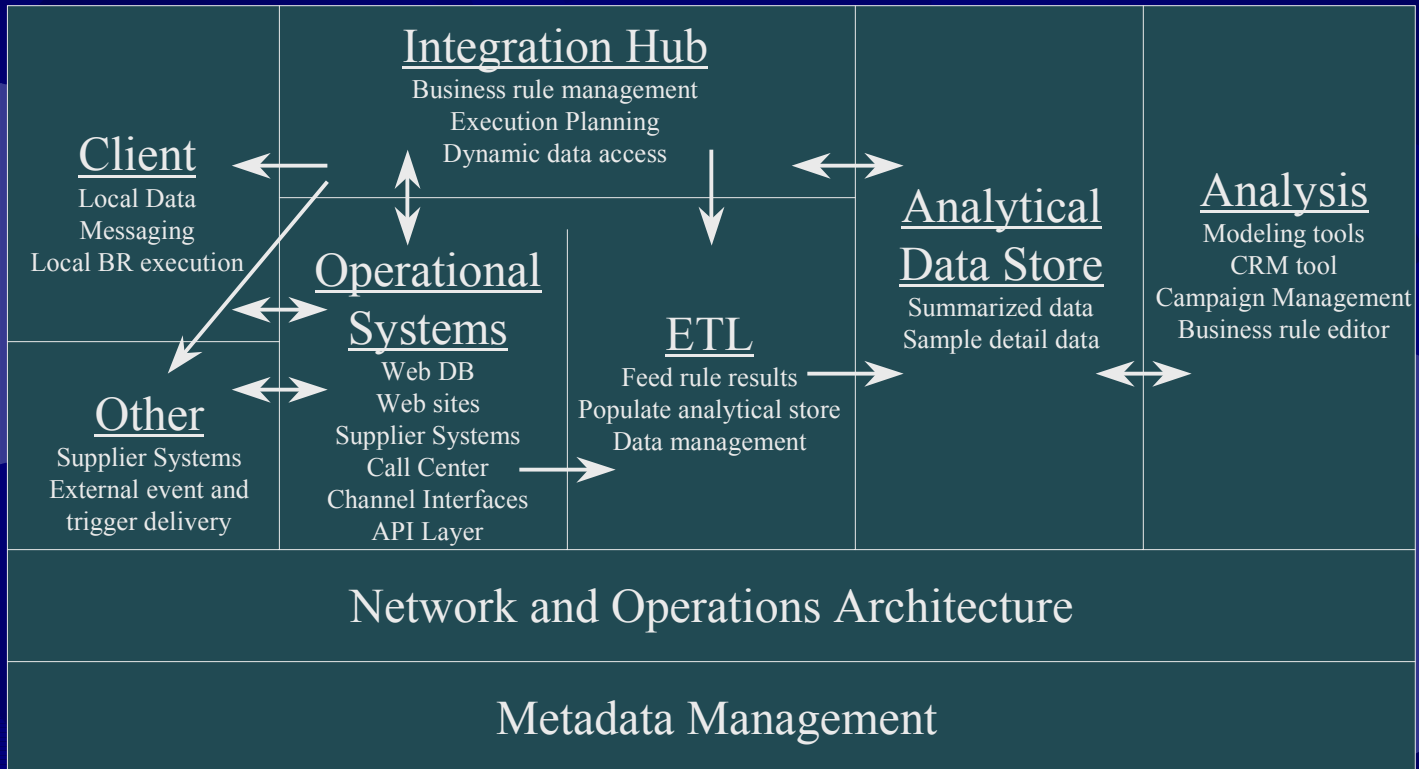 Integration Hub
Business rule management
Execution Planning
Dynamic data access
Client
Local Data
Messaging
Local BR execution
Other
Supplier Systems
External event and
trigger delivery
Operational
Systems
Web DB
Web sites
Supplier Systems
Call Center
Channel Interfaces
API Layer
ETL
Feed rule results
Populate analytical store
Data management
Analytical
Data Store
Summarized data
Sample detail data
Analysis
Modeling tools
CRM tool
Campaign Management
Business rule editor
Network and Operations Architecture
Metadata Management